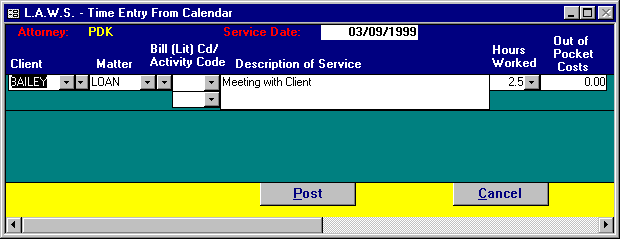 L.A.W.S. - Time Entry From Calendar
Attorney: PDK Service Date: 03/09/1999
Client Matter Bill (Lit) Cd/ Activity Code Description of Service Hours Worked Out of Pocket Costs
BAILEY LOAN Meeting with Client 2.5 0.00
Post Cancel